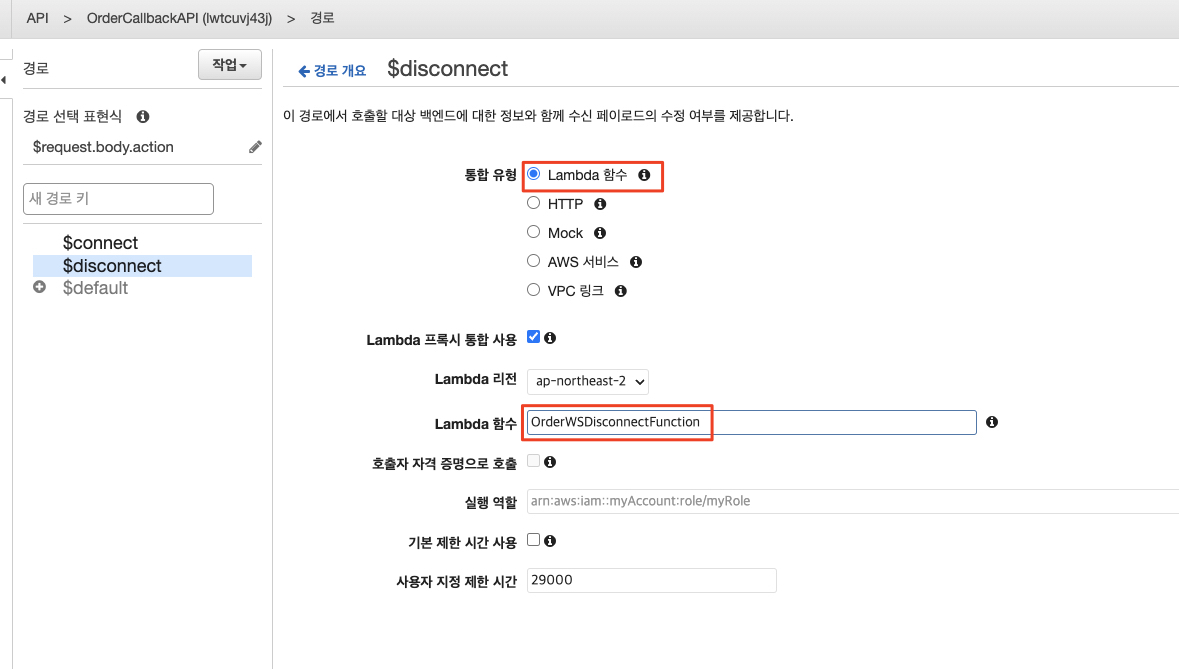 API > OrderCallbackAPI (lwtcuvj43j) > 경로
경로
작업
경로 선택 표현식
$request.body.action
새 경로 키
$connect
$disconnect
$default
경로 개요
$disconnect
이 경로에서 호출할 대상 백엔드에 대한 정보와 함께 수신 페이로드의 수정 여부를 제공합니다.
통합 유형 Lambda 함수
HTTP
Mock
AWS 서비스
VPC 링크
Lambda 프록시 통합 사용
Lambda 리전 ap-northeast-2
Lambda 함수 OrderWSDisconnectFunction
호출자 자격 증명으로 호출
실행 역할 arn:aws:iam::myAccount:role/myRole
기본 제한 시간 사용
사용자 지정 제한 시간 29000